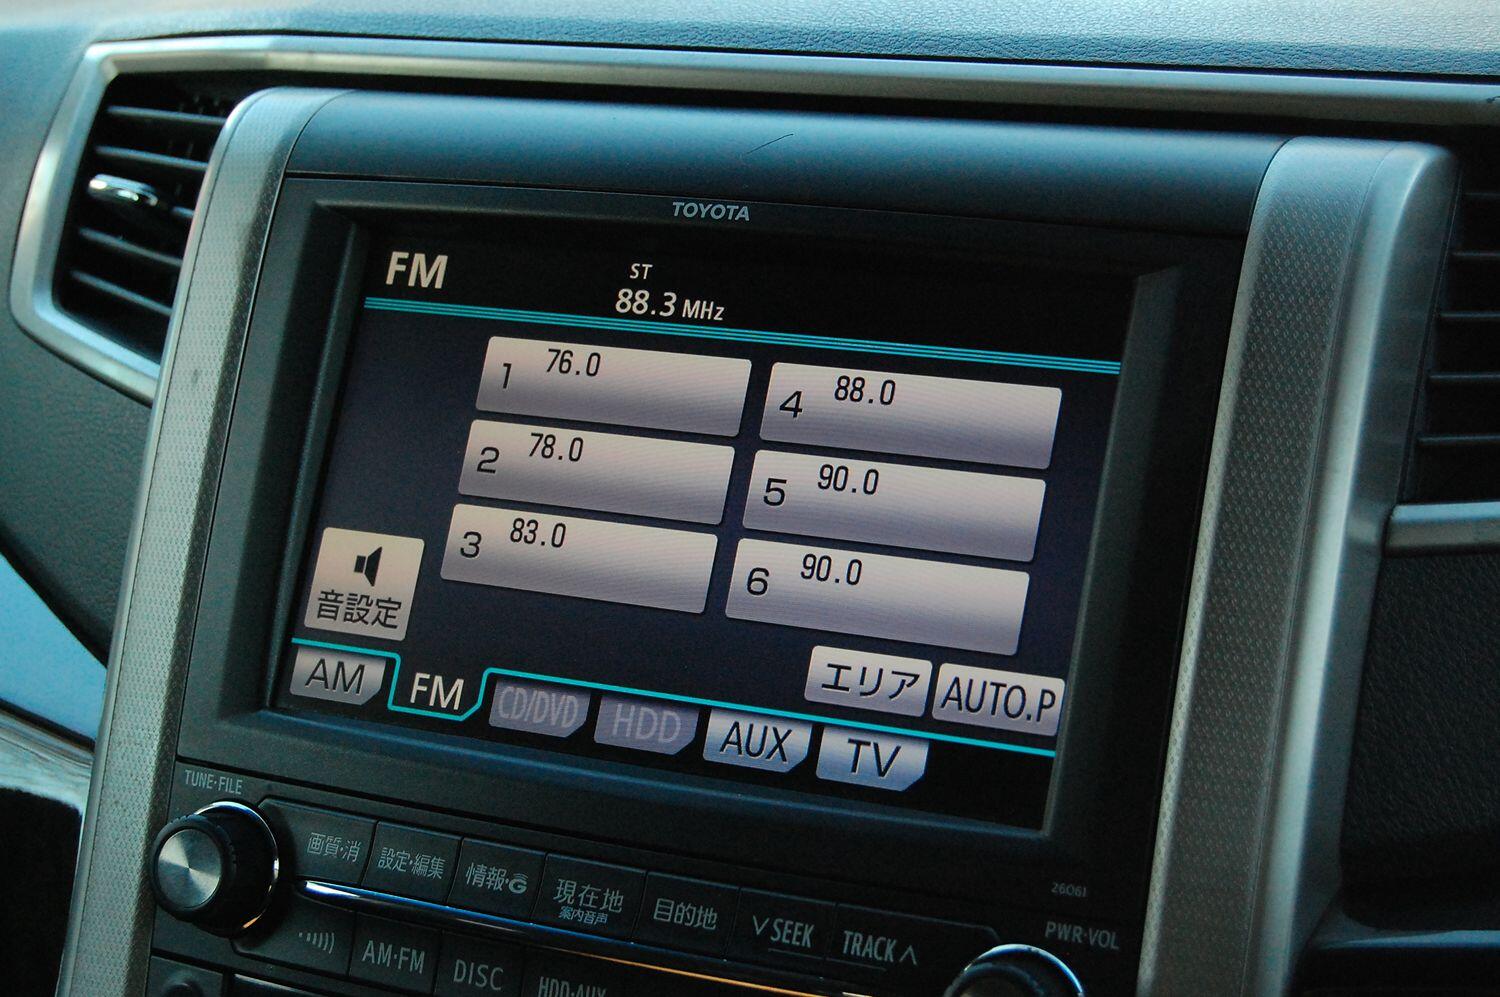 TOYOTA
FM
ST
88.3 MHz
1 76.0
4 88.0
2 78.0
5 90.0
3 83.0
6 90.0
音設定
エリア
AUTO.P
AM
FM
CD/DVD
HDD
AUX
TV
TUNE・FILE
画質・消
設定・編集
情報・G
現在地
案内音声
目的地
∨ SEEK
TRACK ∧
26061
PWR・VOL
AM・FM
DISC
HDD・AUX